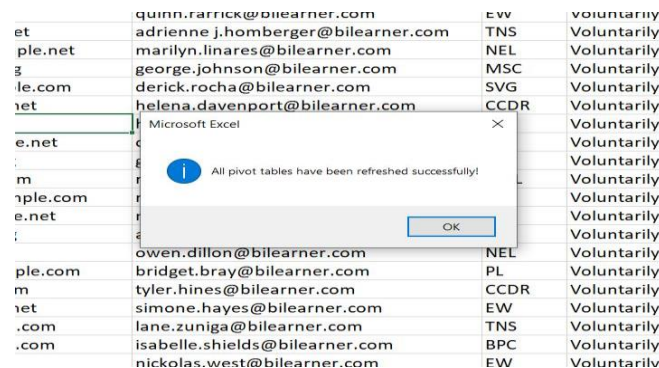 quinn.rarrick@bilearner.com EW Voluntarily
et adrienne j.homberger@bilearner.com TNS Voluntarily
ple.net marilyn.linares@bilearner.com NEL Voluntarily
g george.johnson@bilearner.com MSC Voluntarily
le.com derick.rocha@bilearner.com SVG Voluntarily
net helena.davenport@bilearner.com CCDR Voluntarily
Voluntarily
e.net Voluntarily
Voluntarily
m Voluntarily
mple.com Voluntarily
e.net Voluntarily
Voluntarily
Microsoft Excel
All pivot tables have been refreshed successfully!
OK
owen.dillon@bilearner.com NEL Voluntarily
ple.com bridget.bray@bilearner.com PL Voluntarily
m tyler.hines@bilearner.com CCDR Voluntarily
net simone.hayes@bilearner.com EW Voluntarily
.com lane.zuniga@bilearner.com TNS Voluntarily
.com isabelle.shields@bilearner.com BPC Voluntarily
nickolas.west@bilearner.com EW Voluntarily